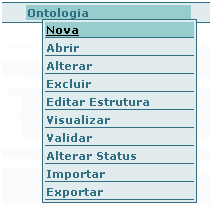 Ontologia
Nova
Abrir
Alterar
Excluir
Editar Estrutura
Visualizar
Validar
Alterar Status
Importar
Exportar